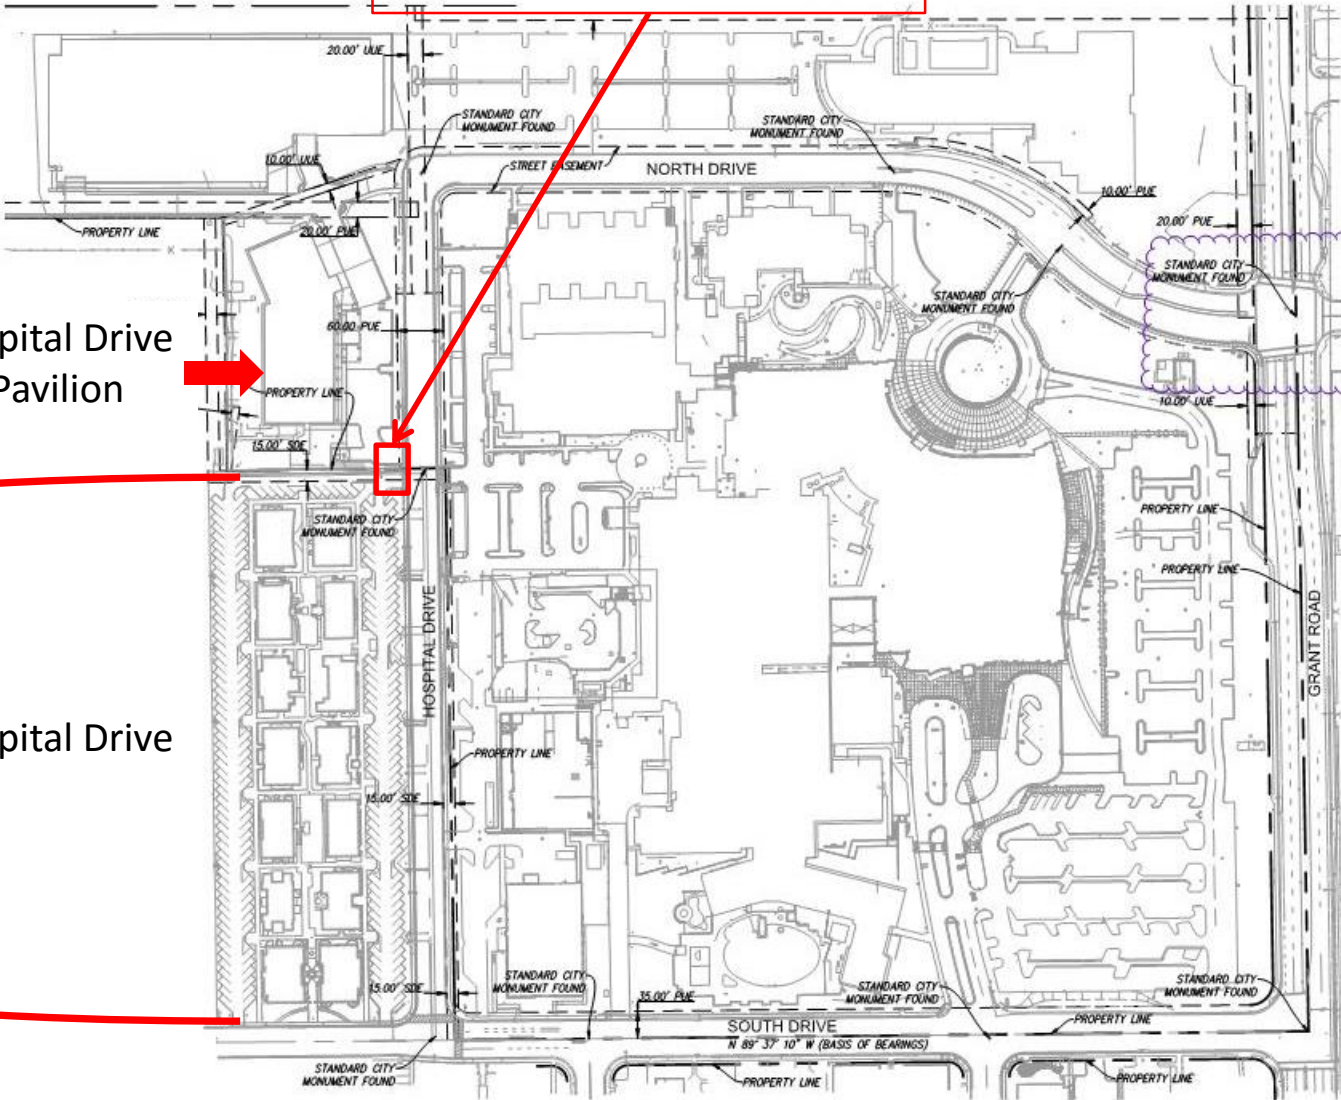 20.00' UUE
STANDARD CITY
MONUMENT FOUND
STANDARD CITY
MONUMENT FOUND
10.00' UUE
STREET EASEMENT
NORTH DRIVE
10.00' PUE
20.00' PUE
PROPERTY LINE
20.00' PUE
STANDARD CITY
MONUMENT FOUND
STANDARD CITY
MONUMENT FOUND
60.00 PUE
pital Drive
Pavilion
PROPERTY LINE
10.00' UUE
15.00' SDE
STANDARD CITY
MONUMENT FOUND
PROPERTY LINE
PROPERTY LINE
HOSPITAL DRIVE
GRANT ROAD
pital Drive
PROPERTY LINE
15.00' SDE
STANDARD CITY
MONUMENT FOUND
15.00' SDE
35.00' PUE
STANDARD CITY
MONUMENT FOUND
STANDARD CITY
MONUMENT FOUND
SOUTH DRIVE
PROPERTY LINE
N 89° 37' 10" W (BASIS OF BEARINGS)
STANDARD CITY
MONUMENT FOUND
PROPERTY LINE
PROPERTY LINE